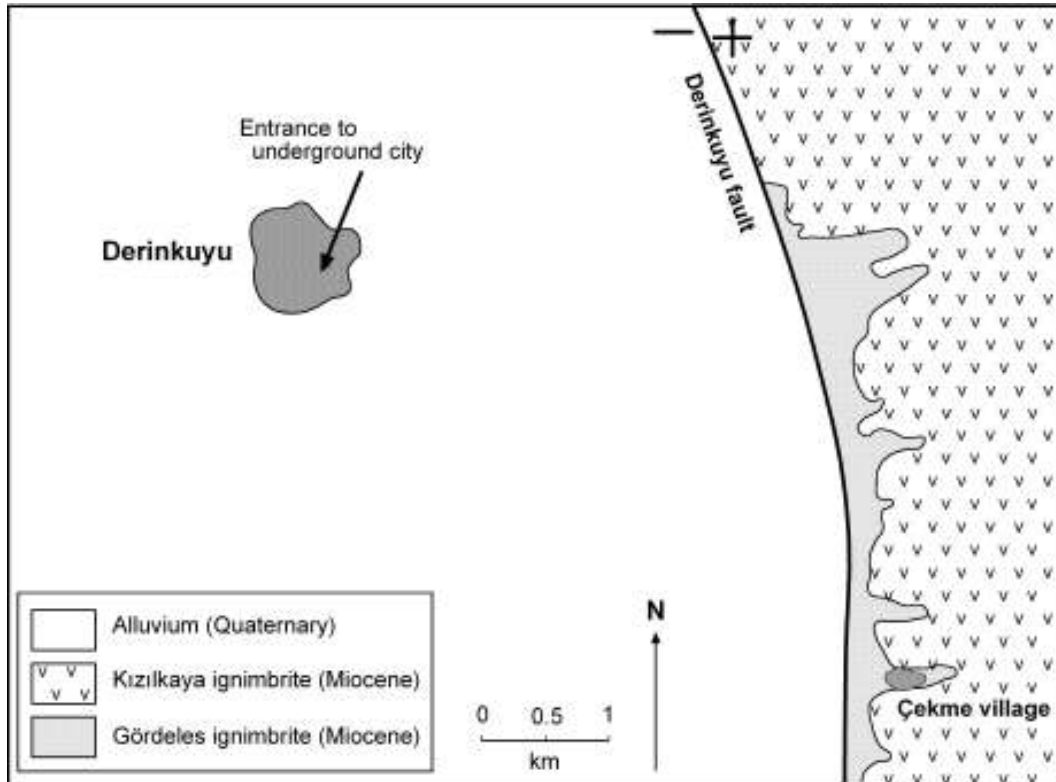 − +
Derinkuyu fault
Entrance to
underground city
Derinkuyu
Alluvium (Quaternary)
Kızılkaya ignimbrite (Miocene)
Gördeles ignimbrite (Miocene)
0 0.5 1
km
N
Çekme village